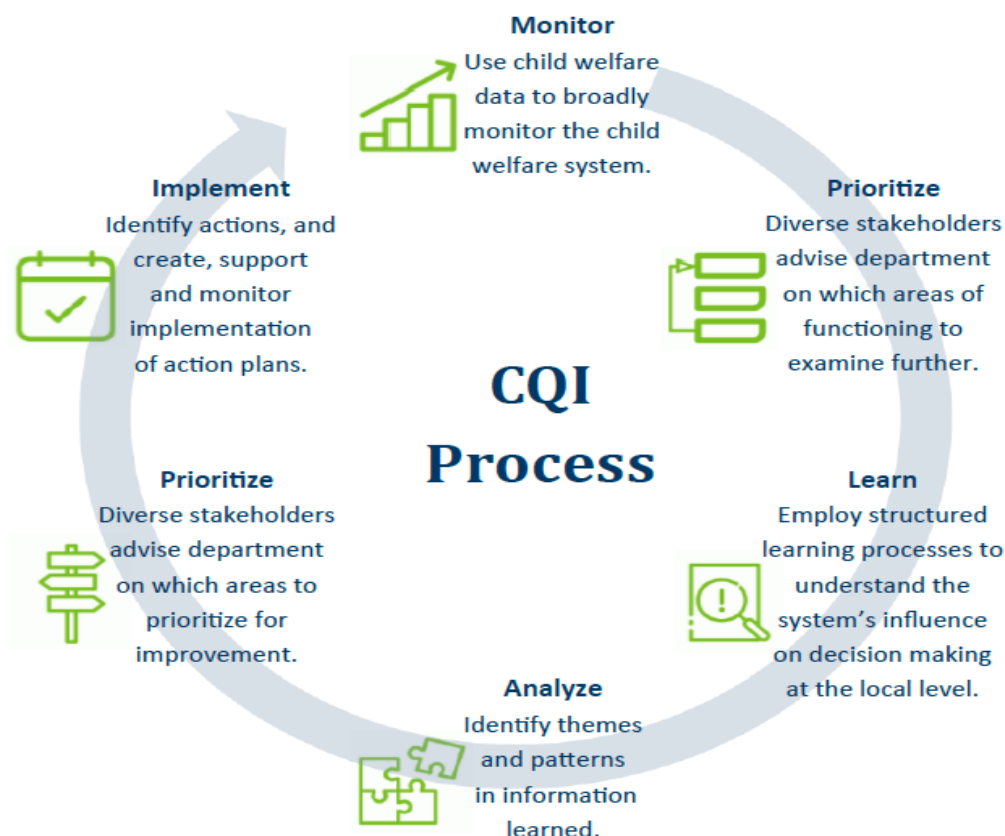 Monitor
Use child welfare
data to broadly
monitor the child
welfare system.
Prioritize
Diverse stakeholders
advise department
on which areas of
functioning to
examine further.
Learn
Employ structured
learning processes to
understand the
system’s influence
on decision making
at the local level.
Analyze
Identify themes
and patterns
in information
learned.
Prioritize
Diverse stakeholders
advise department
on which areas to
prioritize for
improvement.
Implement
Identify actions, and
create, support
and monitor
implementation
of action plans.
CQI
Process